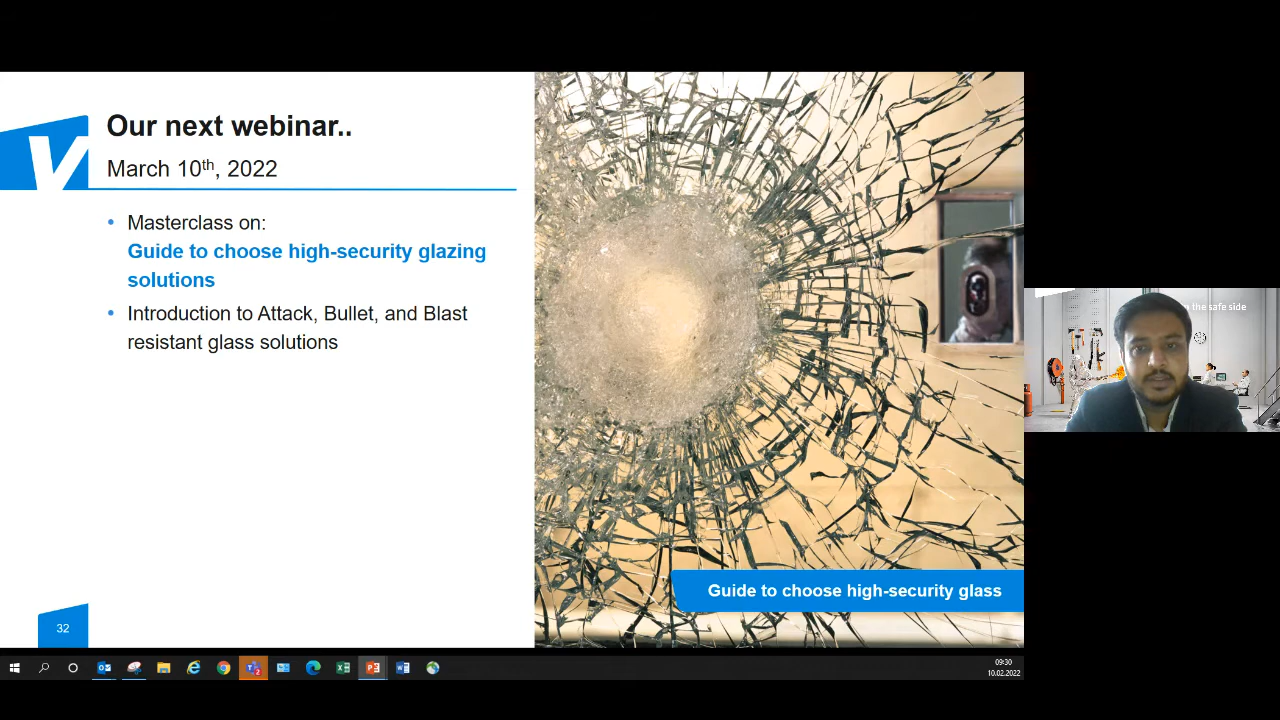 Our next webinar..
March 10th, 2022
• Masterclass on:
Guide to choose high-security glazing
solutions
• Introduction to Attack, Bullet, and Blast
resistant glass solutions
Guide to choose high-security glass
the safe side
32
09:30
10.02.2022